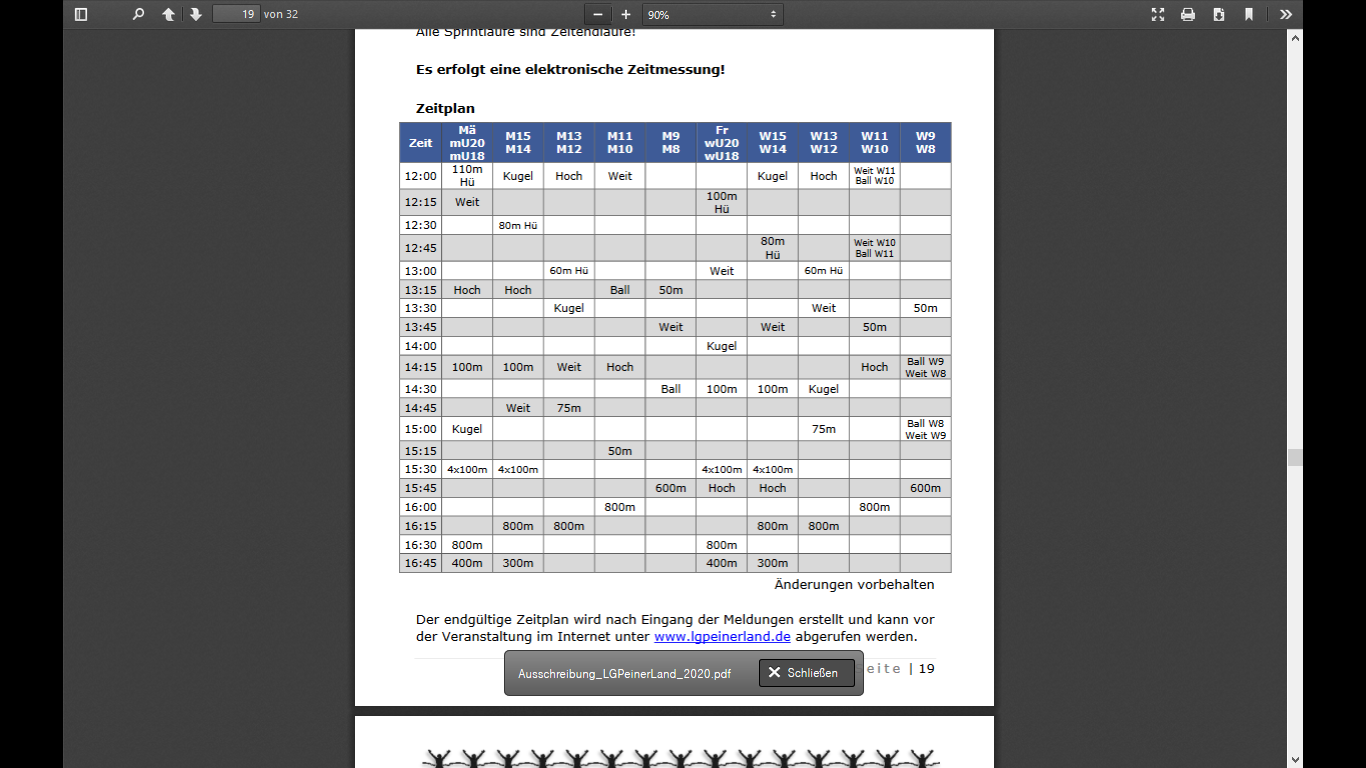 19 von 32
90%
Alle Sprintläufe sind Zeitendläufe!
Es erfolgt eine elektronische Zeitmessung!
Zeitplan
Zeit Mä mU20 mU18 M15 M14 M13 M12 M11 M10 M9 M8 Fr wU20 wU18 W15 W14 W13 W12 W11 W10 W9 W8
12:00 110m Hü Kugel Hoch Weit Kugel Hoch Weit W11 Ball W10
12:15 Weit 100m Hü
12:30 80m Hü
12:45 80m Hü Weit W10 Ball W11
13:00 60m Hü Weit 60m Hü
13:15 Hoch Hoch Ball 50m
13:30 Kugel Weit 50m
13:45 Weit Weit 50m
14:00 Kugel
14:15 100m 100m Weit Hoch Hoch Ball W9 Weit W8
14:30 Ball 100m 100m Kugel
14:45 Weit 75m
15:00 Kugel 75m Ball W8 Weit W9
15:15 50m
15:30 4x100m 4x100m 4x100m 4x100m
15:45 600m Hoch Hoch 600m
16:00 800m 800m
16:15 800m 800m 800m 800m
16:30 800m 800m
16:45 400m 300m 400m 300m
Änderungen vorbehalten
Der endgültige Zeitplan wird nach Eingang der Meldungen erstellt und kann vor
der Veranstaltung im Internet unter www.lgpeinerland.de abgerufen werden.
eite | 19
Ausschreibung_LGPeinerLand_2020.pdf Schließen